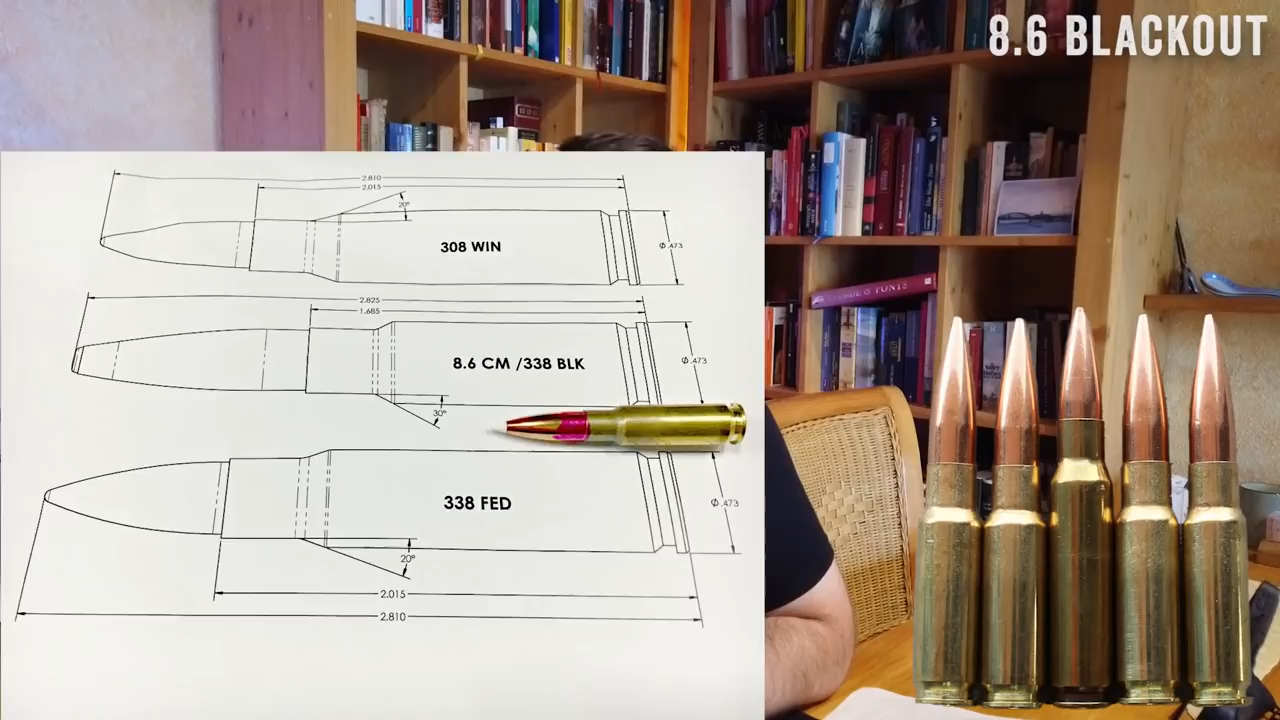 8.6 BLACKOUT
2.810
2.015
20°
308 WIN
Ø.473
2.825
1.685
8.6 CM /338 BLK
Ø.473
30°
338 FED
Ø.473
20°
2.015
2.810